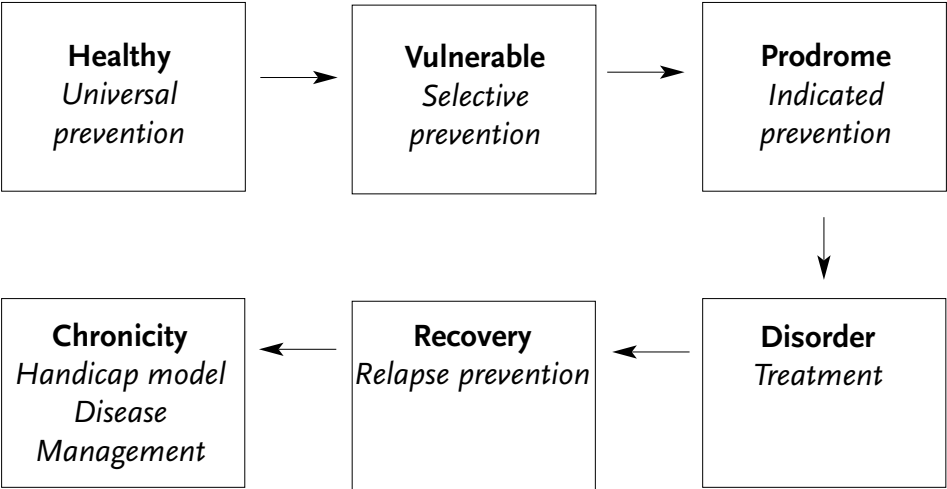 Healthy
Universal
prevention
Vulnerable
Selective
prevention
Prodrome
Indicated
prevention
Chronicity
Handicap model
Disease
Management
Recovery
Relapse prevention
Disorder
Treatment